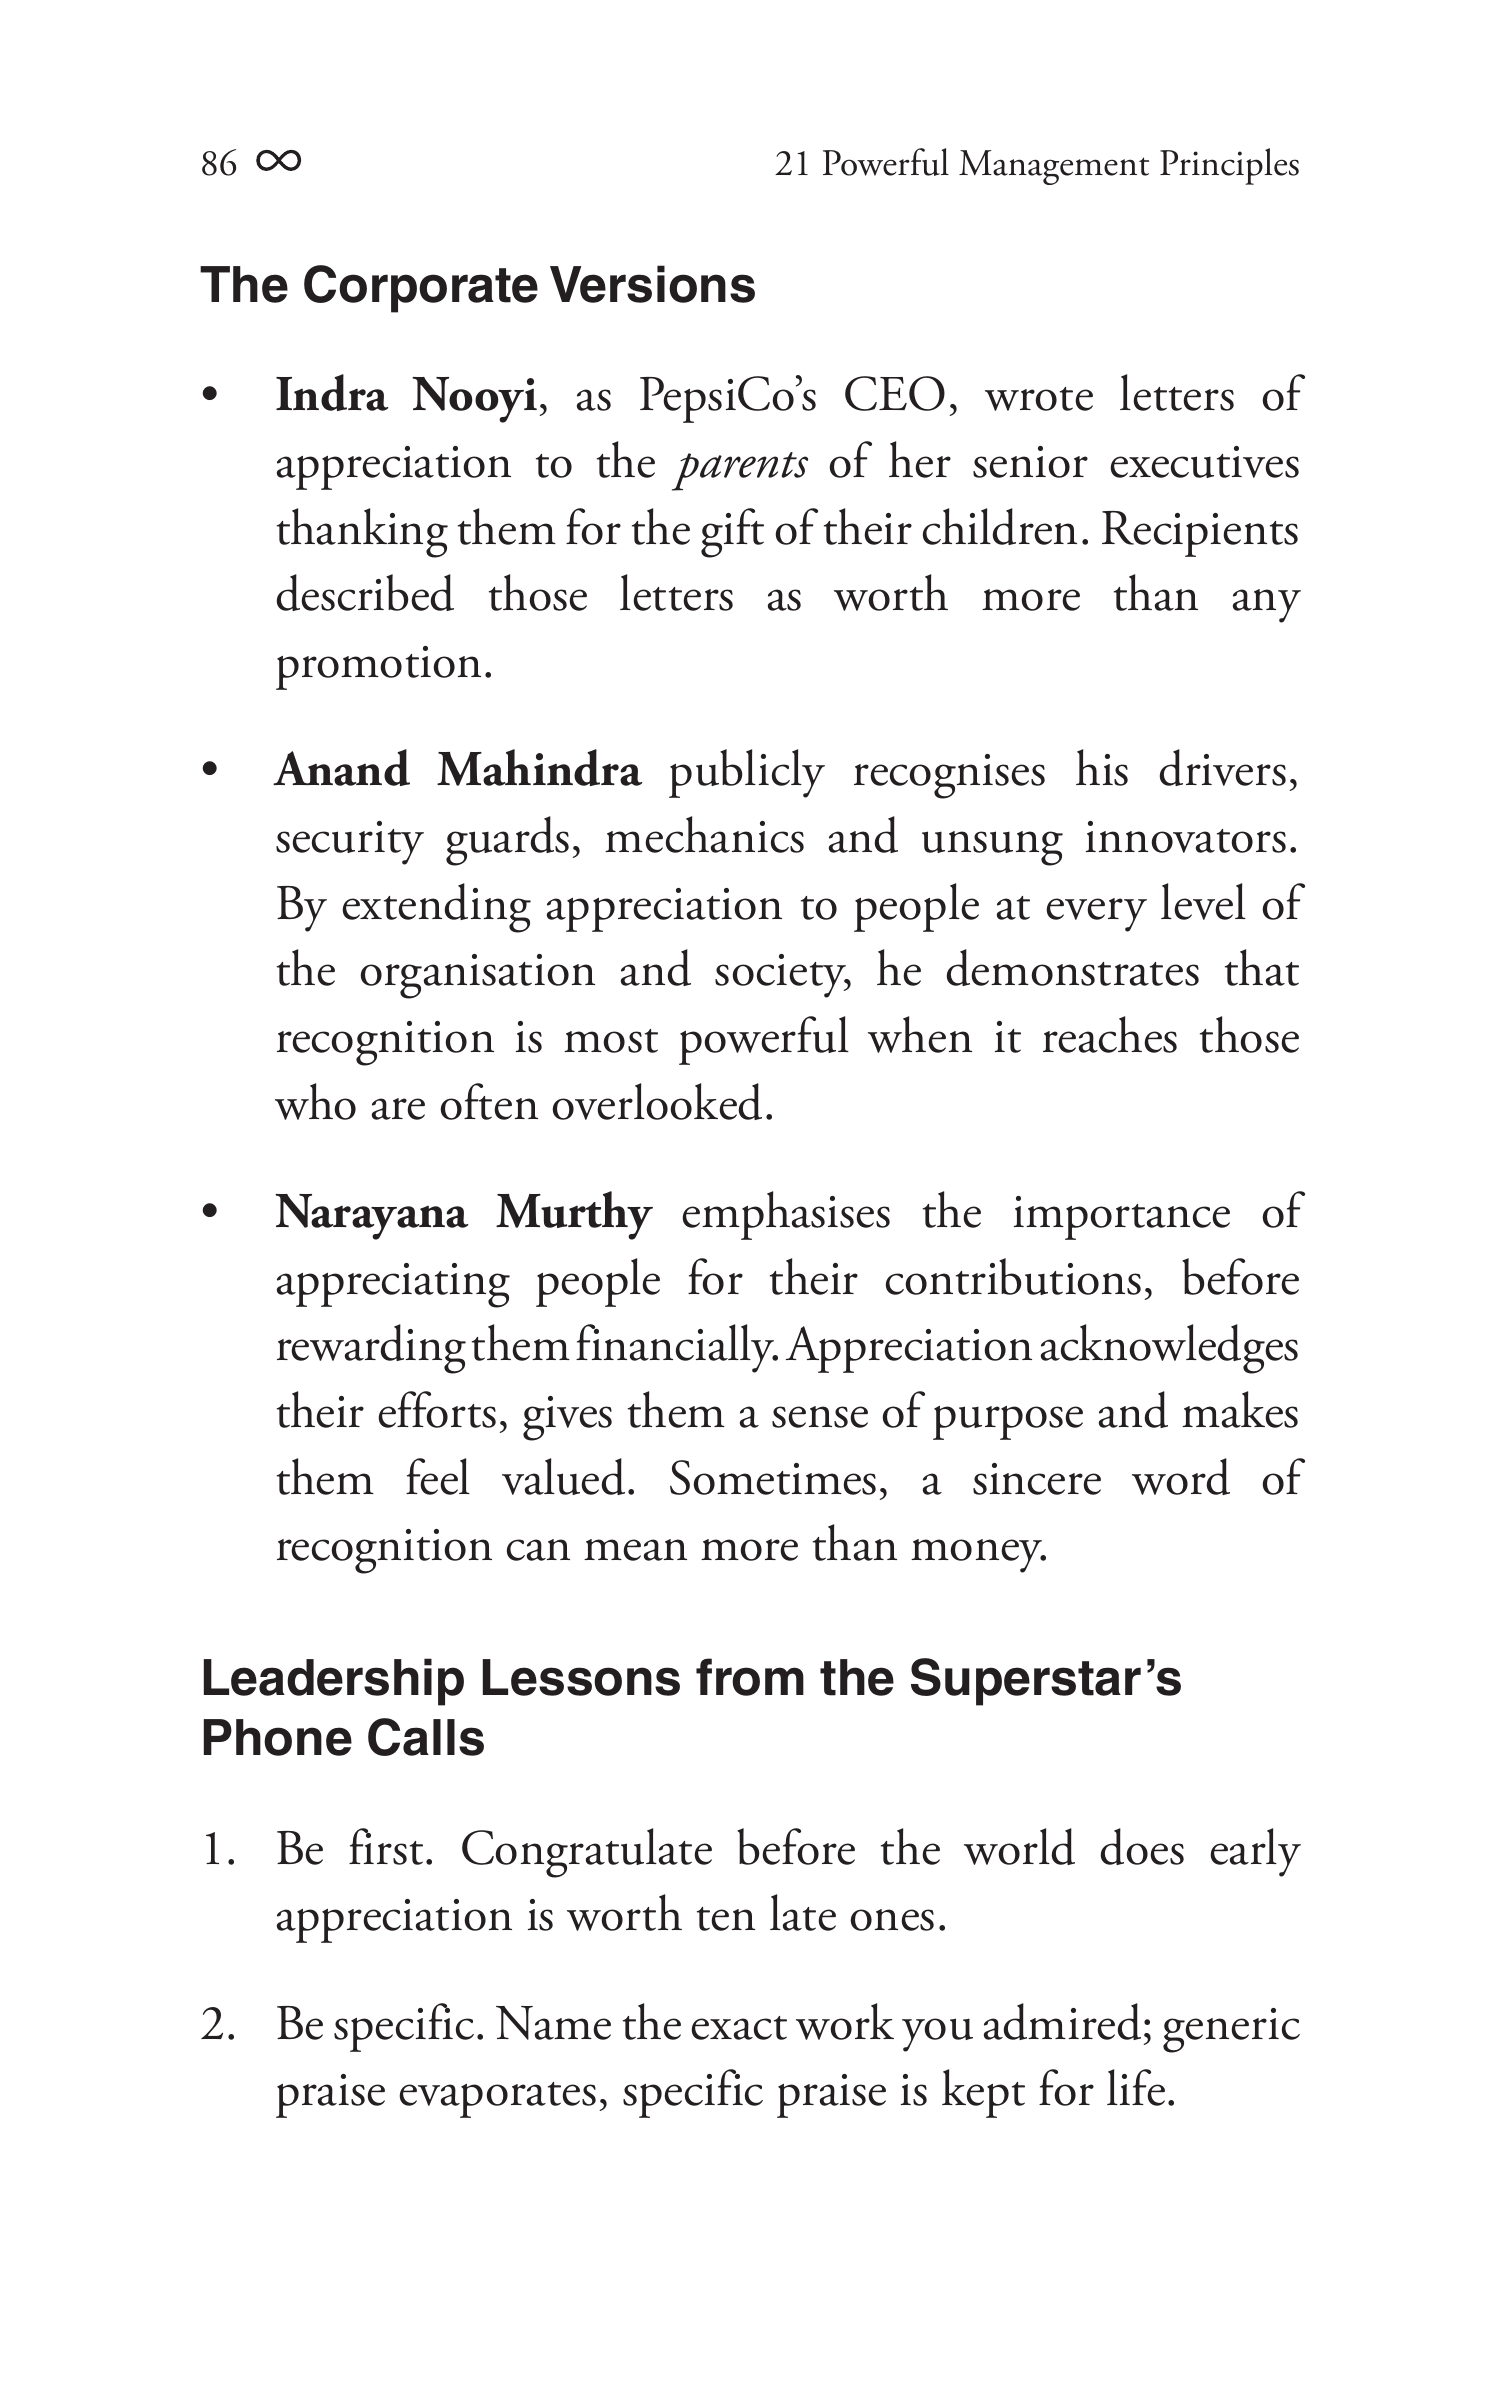 86 ∞ 21 Powerful Management Principles
The Corporate Versions
• Indra Nooyi, as PepsiCo’s CEO, wrote letters of
appreciation to the parents of her senior executives
thanking them for the gift of their children. Recipients
described those letters as worth more than any
promotion.
• Anand Mahindra publicly recognises his drivers,
security guards, mechanics and unsung innovators.
By extending appreciation to people at every level of
the organisation and society, he demonstrates that
recognition is most powerful when it reaches those
who are often overlooked.
• Narayana Murthy emphasises the importance of
appreciating people for their contributions, before
rewarding them financially. Appreciation acknowledges
their efforts, gives them a sense of purpose and makes
them feel valued. Sometimes, a sincere word of
recognition can mean more than money.
Leadership Lessons from the Superstar’s
Phone Calls
1. Be first. Congratulate before the world does early
appreciation is worth ten late ones.
2. Be specific. Name the exact work you admired; generic
praise evaporates, specific praise is kept for life.